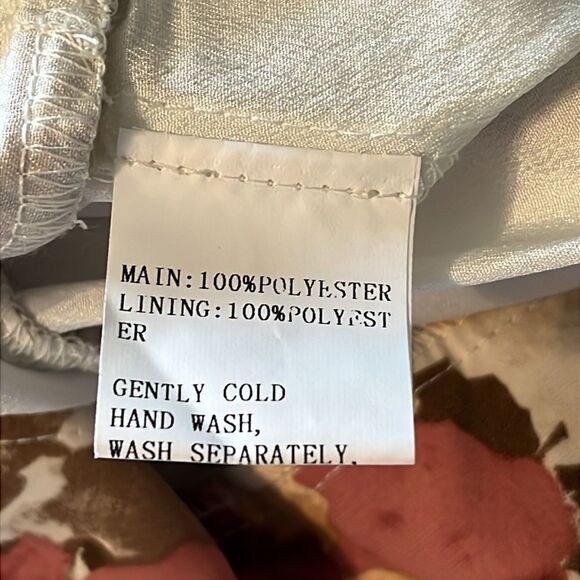 MAIN:100%POLYESTER
LINING:100%POLYEST
ER
GENTLY COLD
HAND WASH,
WASH SEPARATELY,